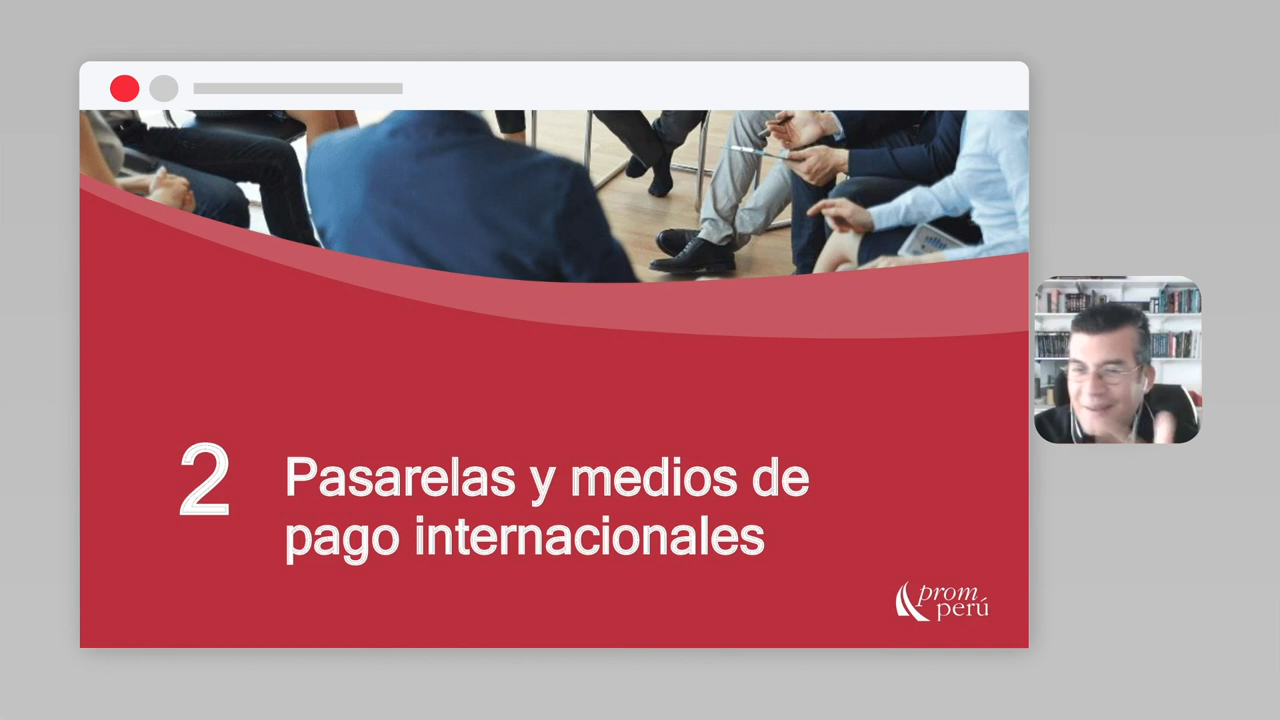 2
Pasarelas y medios de
pago internacionales
prom
perú